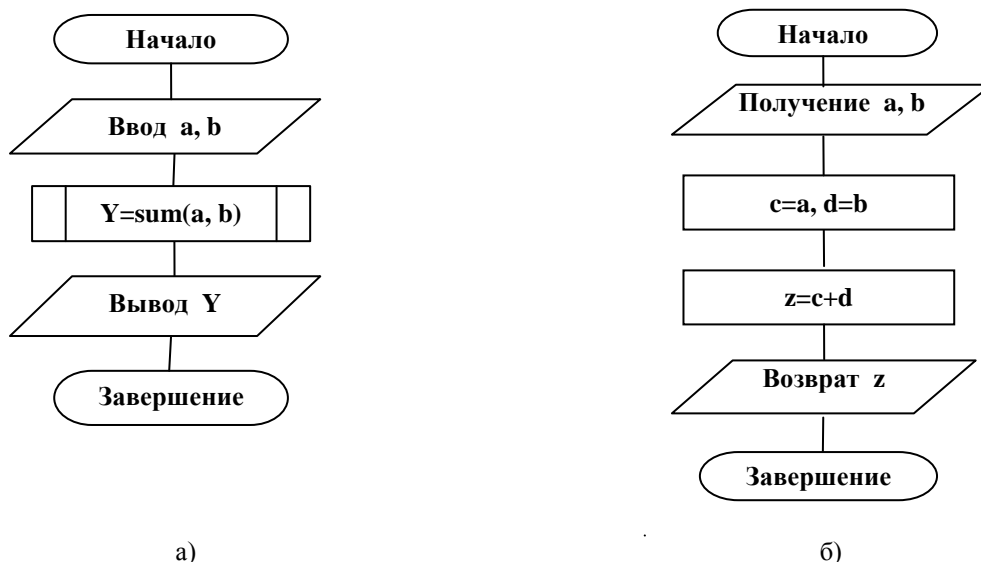 Начало
Ввод a, b
Y=sum(a, b)
Вывод Y
Завершение
а)
Начало
Получение a, b
c=a, d=b
z=c+d
Возврат z
Завершение
б)